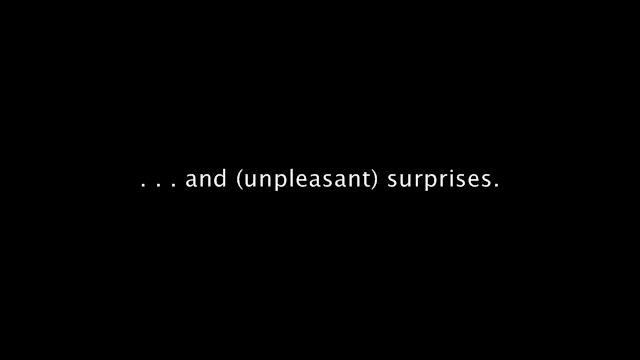 . . . and (unpleasant) surprises.